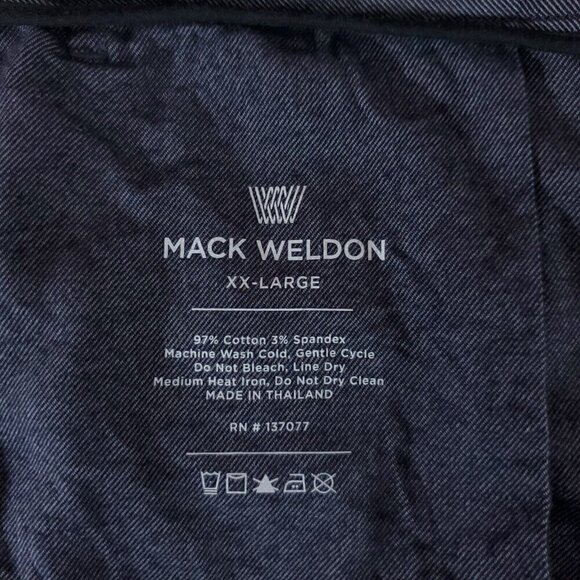 MACK WELDON
XX-LARGE
97% Cotton 3% Spandex
Machine Wash Cold, Gentle Cycle
Do Not Bleach, Line Dry
Medium Heat Iron, Do Not Dry Clean
MADE IN THAILAND
RN # 137077